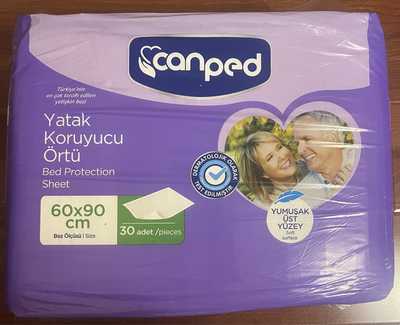 canped
Türkiye'nin
en çok tercih edilen
yetişkin bezi
Yatak
Koruyucu
Örtü
Bed Protection
Sheet
DERMATOLOJİK OLARAK
TEST EDİLMİŞTİR
60x90
cm
Bez Ölçüsü / Size
30 adet / pieces
YUMUŞAK
ÜST
YÜZEY
Soft
surface